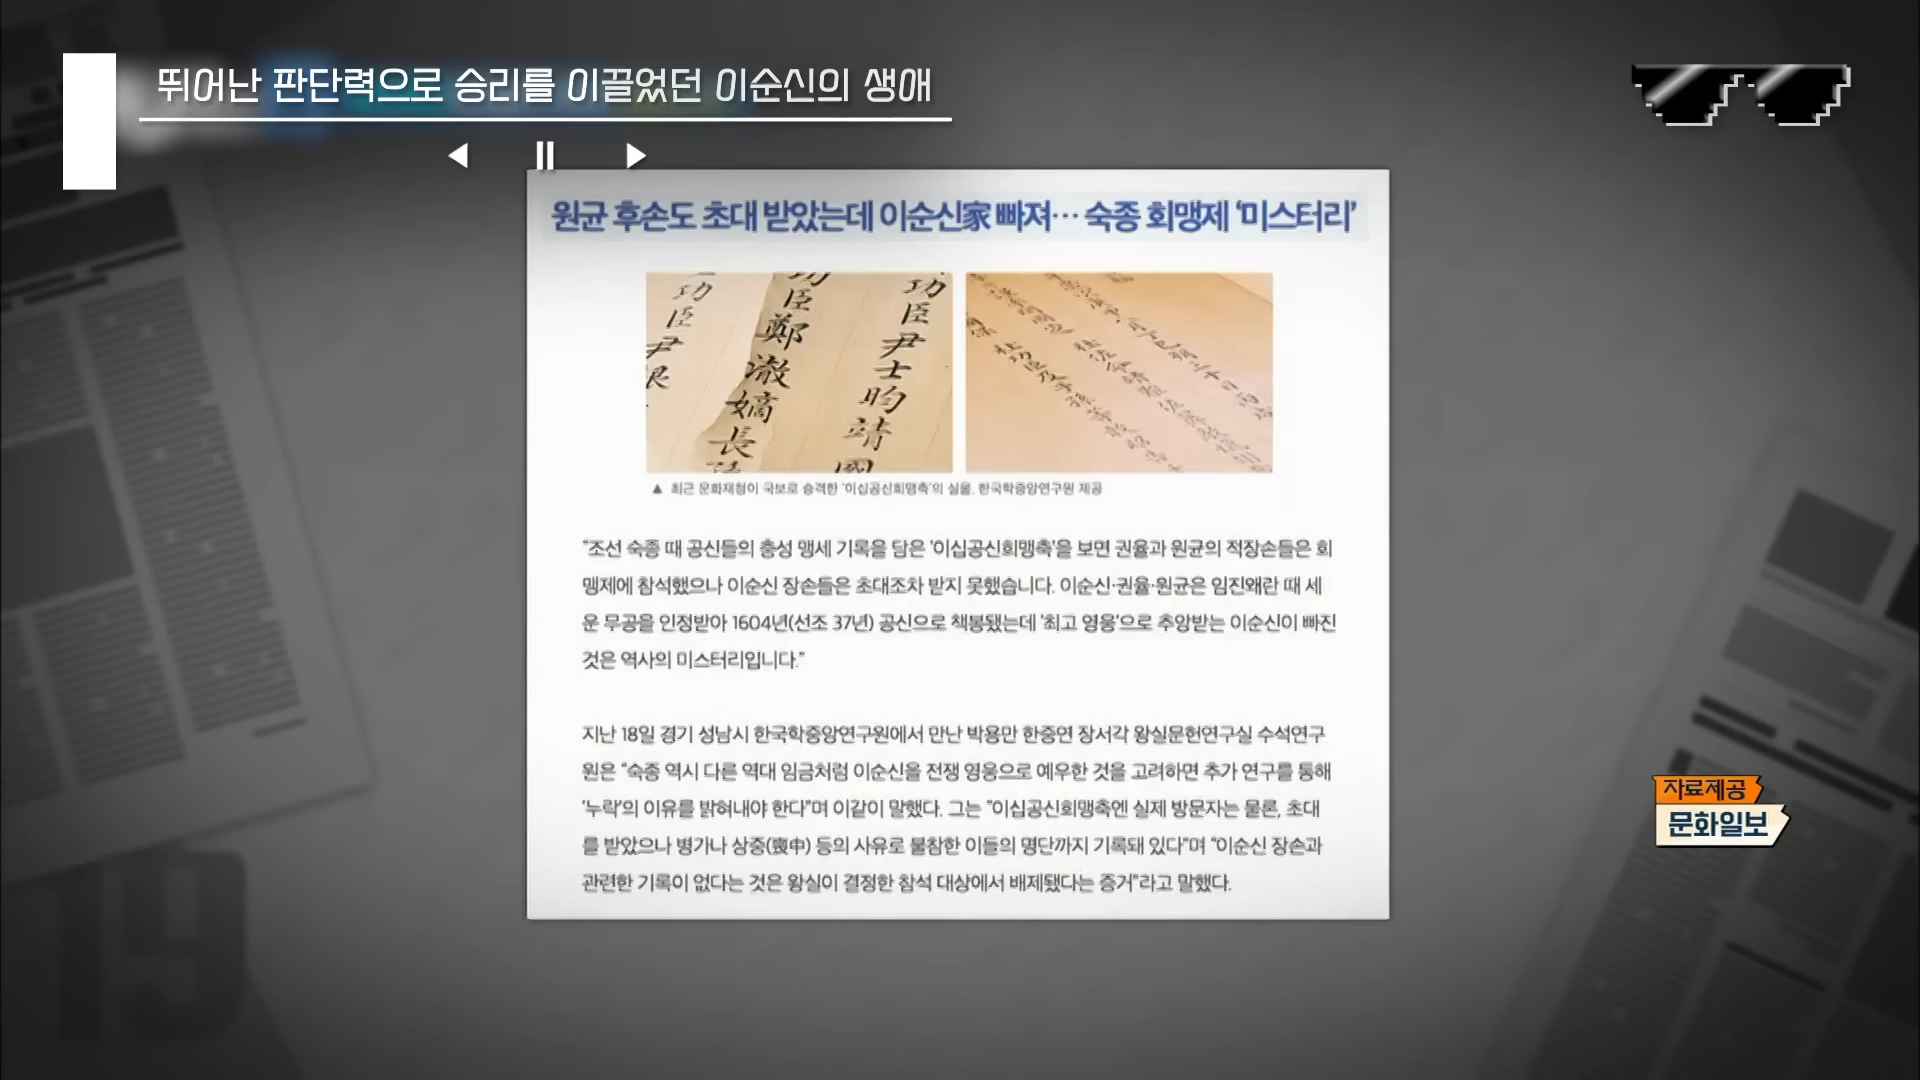 뛰어난 판단력으로 승리를 이끌었던 이순신의 생애
원균 후손도 초대 받았는데 이순신家 빠져… 숙종 회맹제 ‘미스터리’
功臣尹
功臣鄭澈嫡長
功臣尹士昀靖國
▲ 최근 문화재청이 국보로 승격한 ‘이십공신회맹축’의 실물. 한국학중앙연구원 제공
“조선 숙종 때 공신들의 충성 맹세 기록을 담은 ‘이십공신회맹축’을 보면 권율과 원균의 적장손들은 회
맹제에 참석했으나 이순신 장손들은 초대조차 받지 못했습니다. 이순신·권율·원균은 임진왜란 때 세
운 무공을 인정받아 1604년(선조 37년) 공신으로 책봉됐는데 ‘최고 영웅’으로 추앙받는 이순신이 빠진
것은 역사의 미스터리입니다.”
지난 18일 경기 성남시 한국학중앙연구원에서 만난 박용만 한중연 장서각 왕실문헌연구실 수석연구
원은 “숙종 역시 다른 역대 임금처럼 이순신을 전쟁 영웅으로 예우한 것을 고려하면 추가 연구를 통해
‘누락’의 이유를 밝혀내야 한다”며 이같이 말했다. 그는 “이십공신회맹축엔 실제 방문자는 물론, 초대
를 받았으나 병가나 상중(喪中) 등의 사유로 불참한 이들의 명단까지 기록돼 있다”며 “이순신 장손과
관련한 기록이 없다는 것은 왕실이 결정한 참석 대상에서 배제됐다는 증거”라고 말했다.
자료제공
문화일보